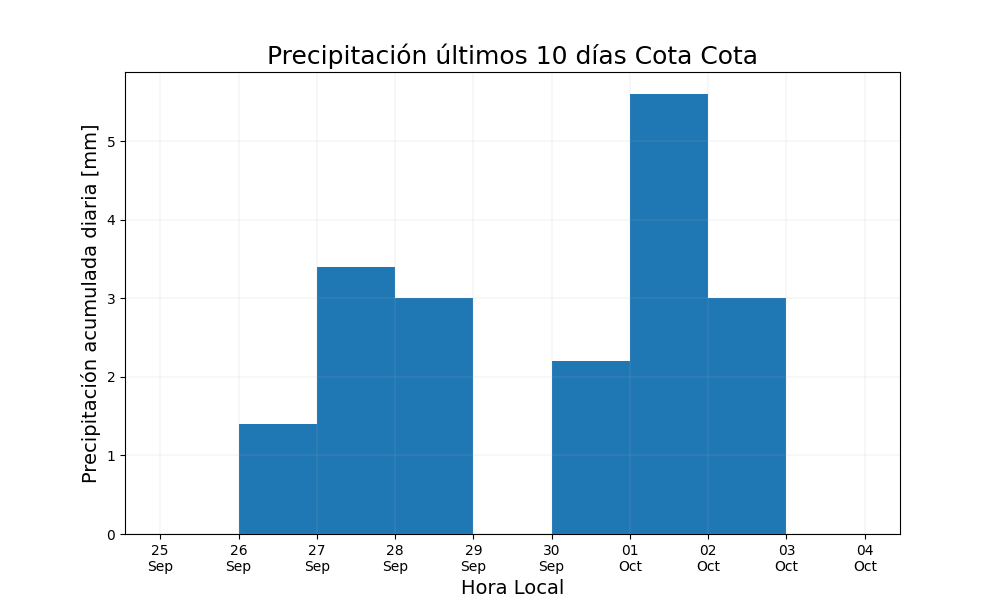 Precipitación últimos 10 días Cota Cota
Precipitación acumulada diaria [mm]
5
4
3
2
1
0
25 26 27 28 29 30 01 02 03 04
Sep Sep Sep Sep Sep Sep Oct Oct Oct Oct
Hora Local